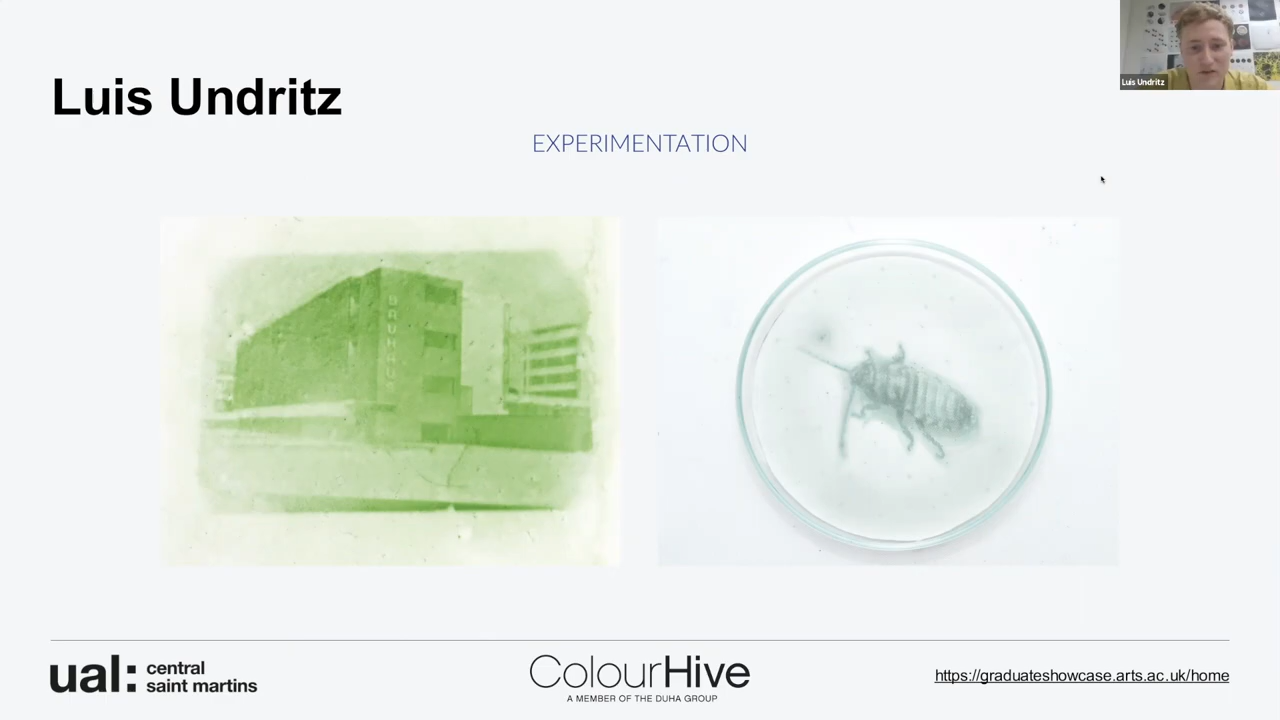 Luis Undritz
Luis Undritz
EXPERIMENTATION
BAUHAUS
ual:
central
saint martins
ColourHive
A MEMBER OF THE DUHA GROUP
https://graduateshowcase.arts.ac.uk/home